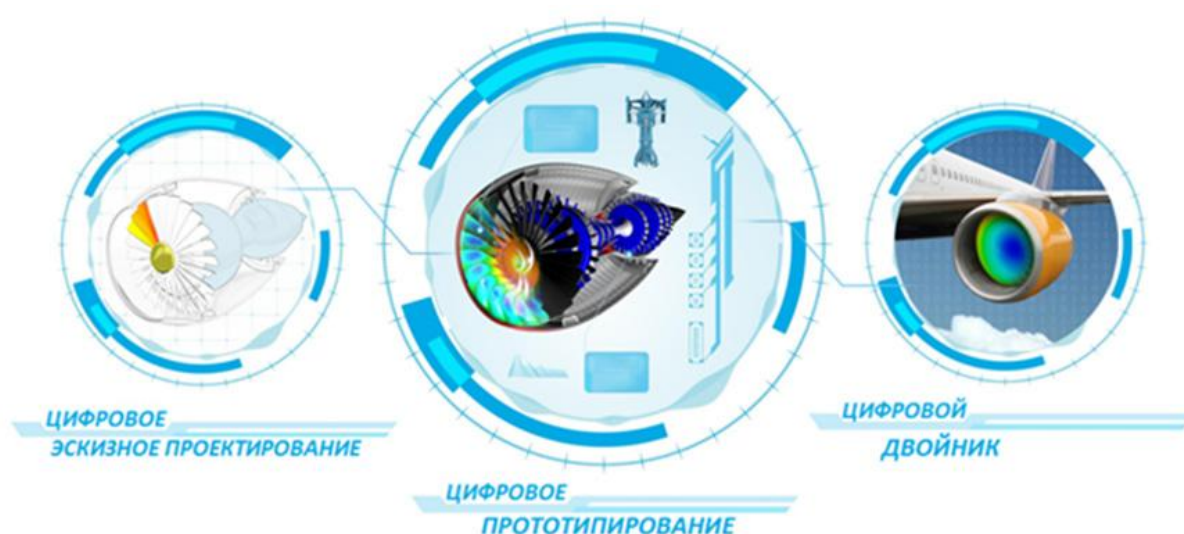 ЦИФРОВОЕ
ЭСКИЗНОЕ ПРОЕКТИРОВАНИЕ
ЦИФРОВОЕ
ПРОТОТИПИРОВАНИЕ
ЦИФРОВОЙ
ДВОЙНИК